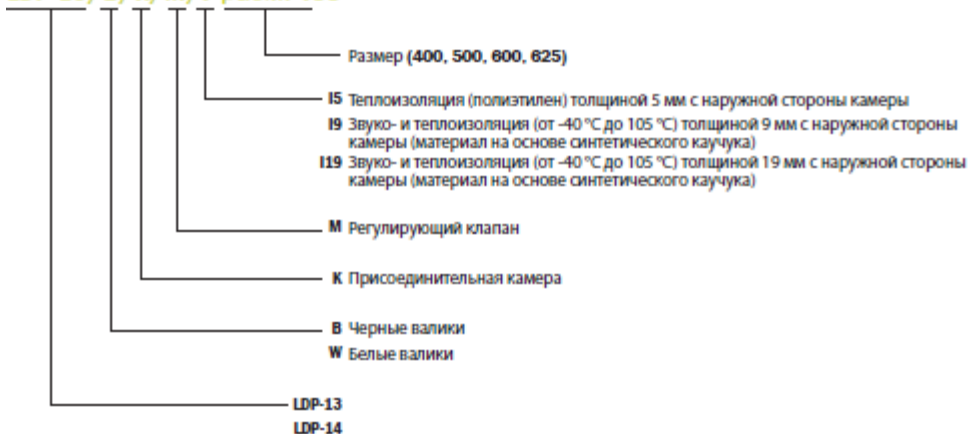 Размер (400, 500, 600, 625)
I5 Теплоизоляция (полиэтилен) толщиной 5 мм с наружной стороны камеры
I9 Звуко- и теплоизоляция (от -40 °C до 105 °C) толщиной 9 мм с наружной стороны
камеры (материал на основе синтетического каучука)
I19 Звуко- и теплоизоляция (от -40 °C до 105 °C) толщиной 19 мм с наружной стороны
камеры (материал на основе синтетического каучука)
M Регулирующий клапан
K Присоединительная камера
B Черные валики
W Белые валики
LDP-13
LDP-14